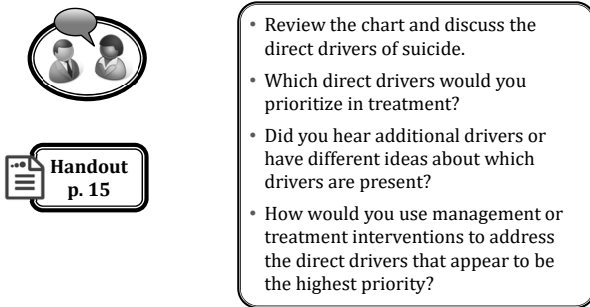 • Review the chart and discuss the
direct drivers of suicide.
• Which direct drivers would you
prioritize in treatment?
• Did you hear additional drivers or
have different ideas about which
drivers are present?
• How would you use management or
treatment interventions to address
the direct drivers that appear to be
the highest priority?
Handout
p. 15